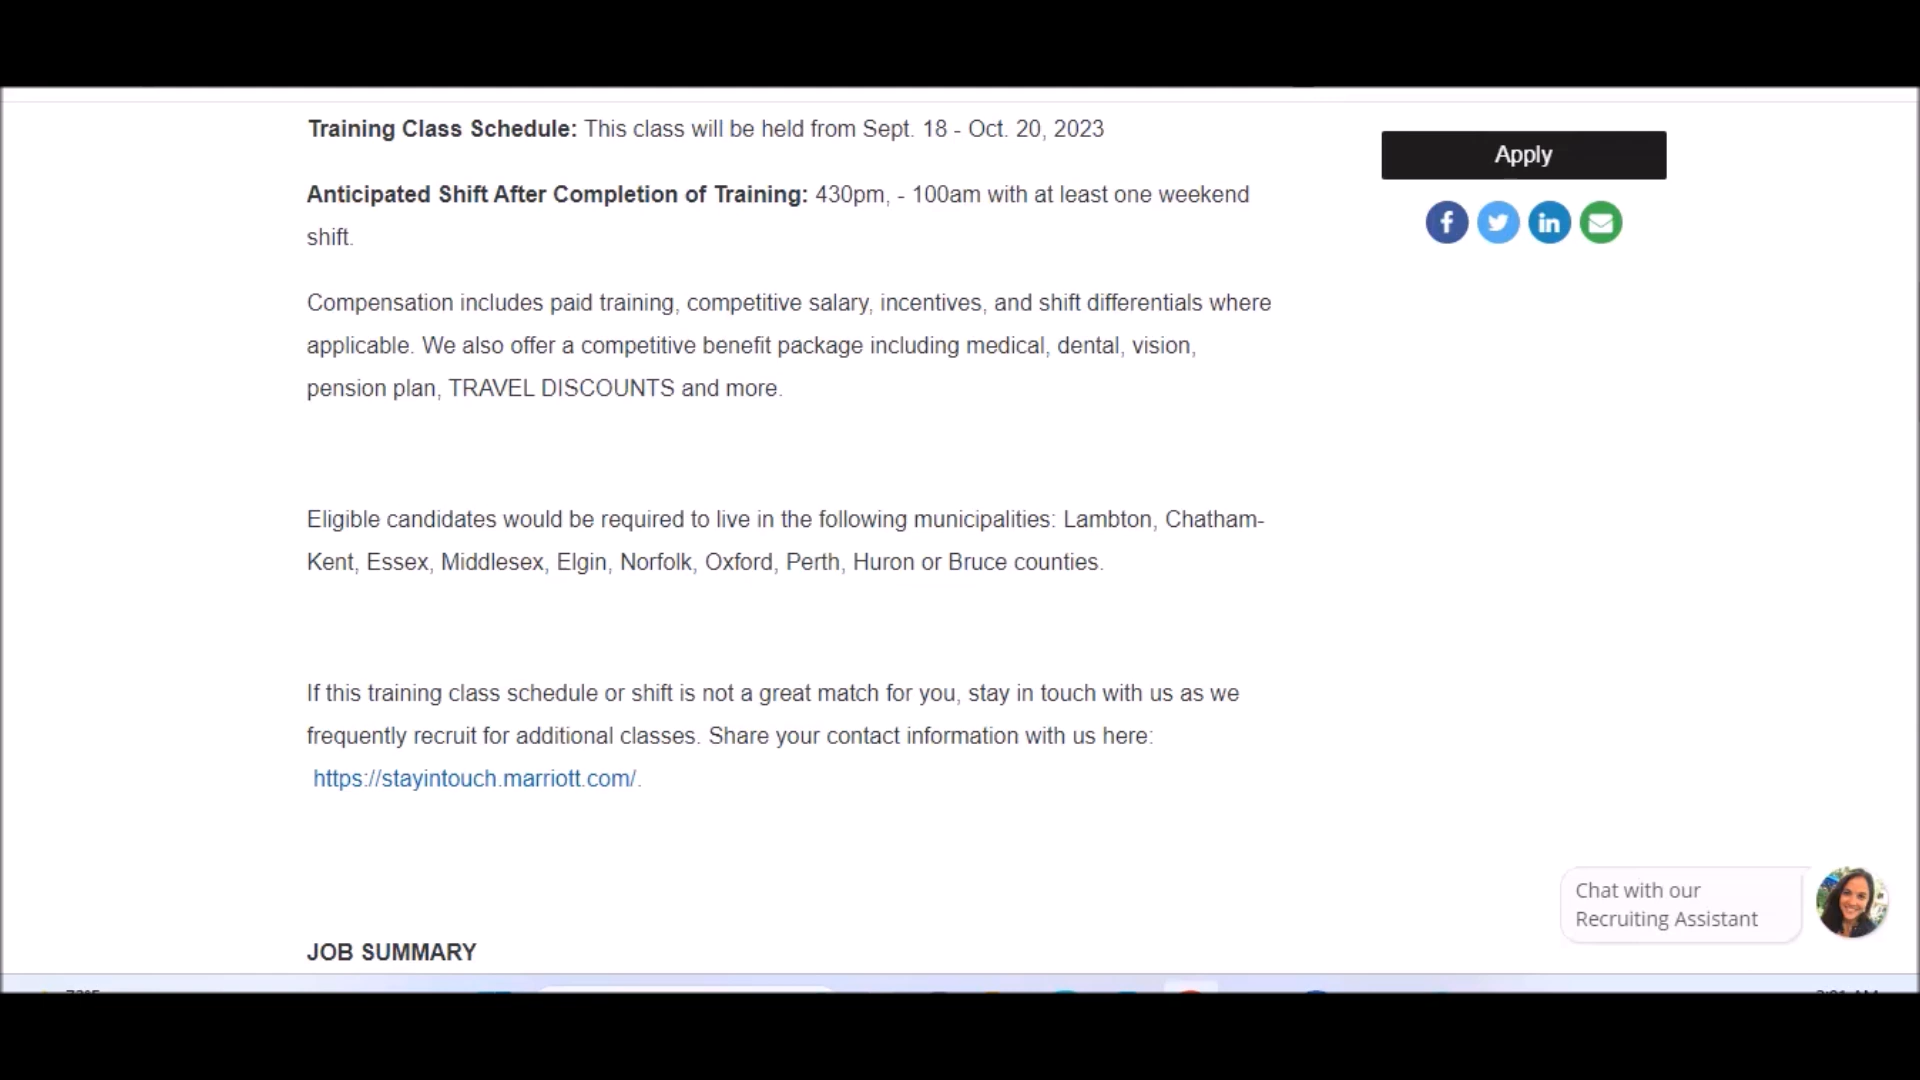 Training Class Schedule: This class will be held from Sept. 18 - Oct. 20, 2023
Apply
Anticipated Shift After Completion of Training: 430pm, - 100am with at least one weekend
shift.
Compensation includes paid training, competitive salary, incentives, and shift differentials where
applicable. We also offer a competitive benefit package including medical, dental, vision,
pension plan, TRAVEL DISCOUNTS and more.
Eligible candidates would be required to live in the following municipalities: Lambton, Chatham-
Kent, Essex, Middlesex, Elgin, Norfolk, Oxford, Perth, Huron or Bruce counties.
If this training class schedule or shift is not a great match for you, stay in touch with us as we
frequently recruit for additional classes. Share your contact information with us here:
https://stayintouch.marriott.com/.
Chat with our
Recruiting Assistant
JOB SUMMARY